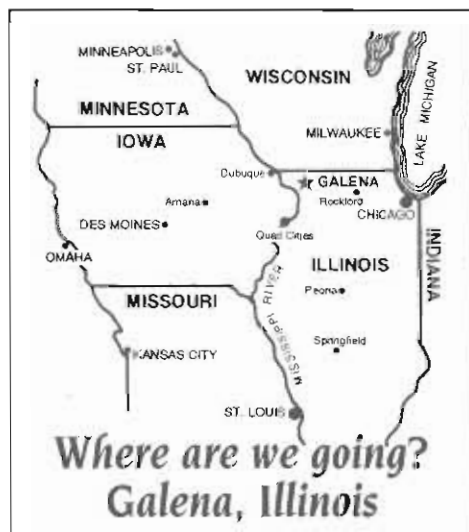 MINNEAPOLIS
ST. PAUL
WISCONSIN
LAKE MICHIGAN
MINNESOTA
MILWAUKEE
IOWA
Dubuque
GALENA
Rockford
Amana
CHICAGO
DES MOINES
Quad Cities
OMAHA
INDIANA
ILLINOIS
MISSOURI
MISSISSIPPI RIVER
Peoria
KANSAS CITY
Springfield
ST. LOUIS
Where are we going?
Galena, Illinois